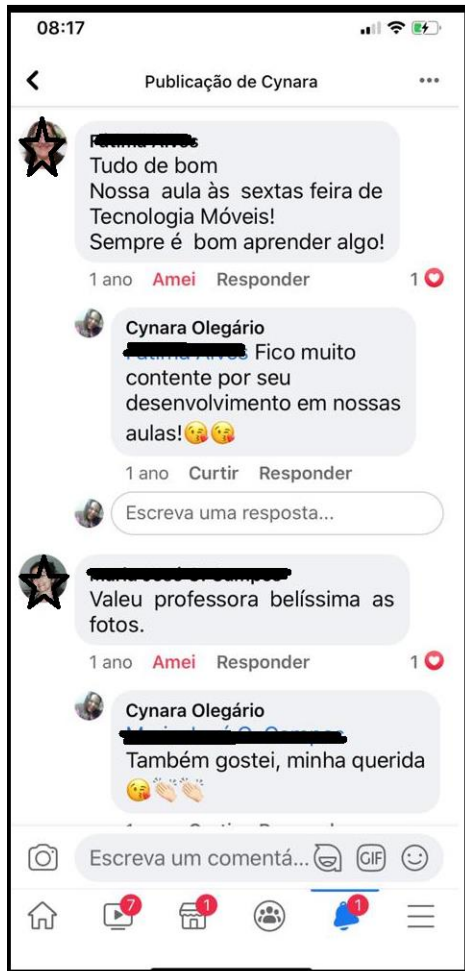 08:17
Publicação de Cynara
Tudo de bom
Nossa aula às sextas feira de
Tecnologia Móveis!
Sempre é bom aprender algo!
1 ano Amei Responder 1
Cynara Olegário
Fico muito
contente por seu
desenvolvimento em nossas
aulas!😘😘
1 ano Curtir Responder
Escreva uma resposta...
Valeu professora belíssima as
fotos.
1 ano Amei Responder 1
Cynara Olegário
Também gostei, minha querida
😘👏🏻👏🏻
Escreva um comentá...
GIF
7
1
1